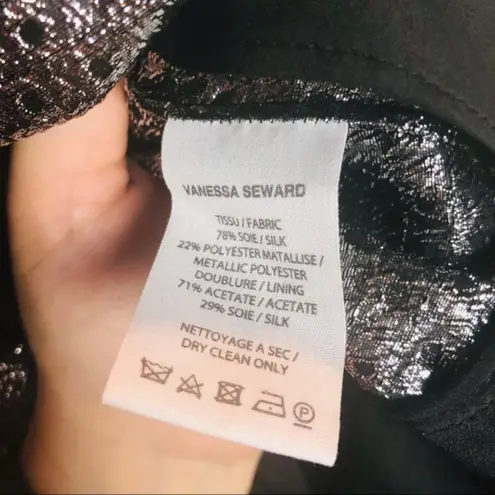 VANESSA SEWARD
TISSU / FABRIC
78% SOIE / SILK
22% POLYESTER MATALLISE /
METALLIC POLYESTER
DOUBLURE / LINING
71% ACETATE / ACETATE
29% SOIE / SILK
NETTOYAGE A SEC /
DRY CLEAN ONLY
P